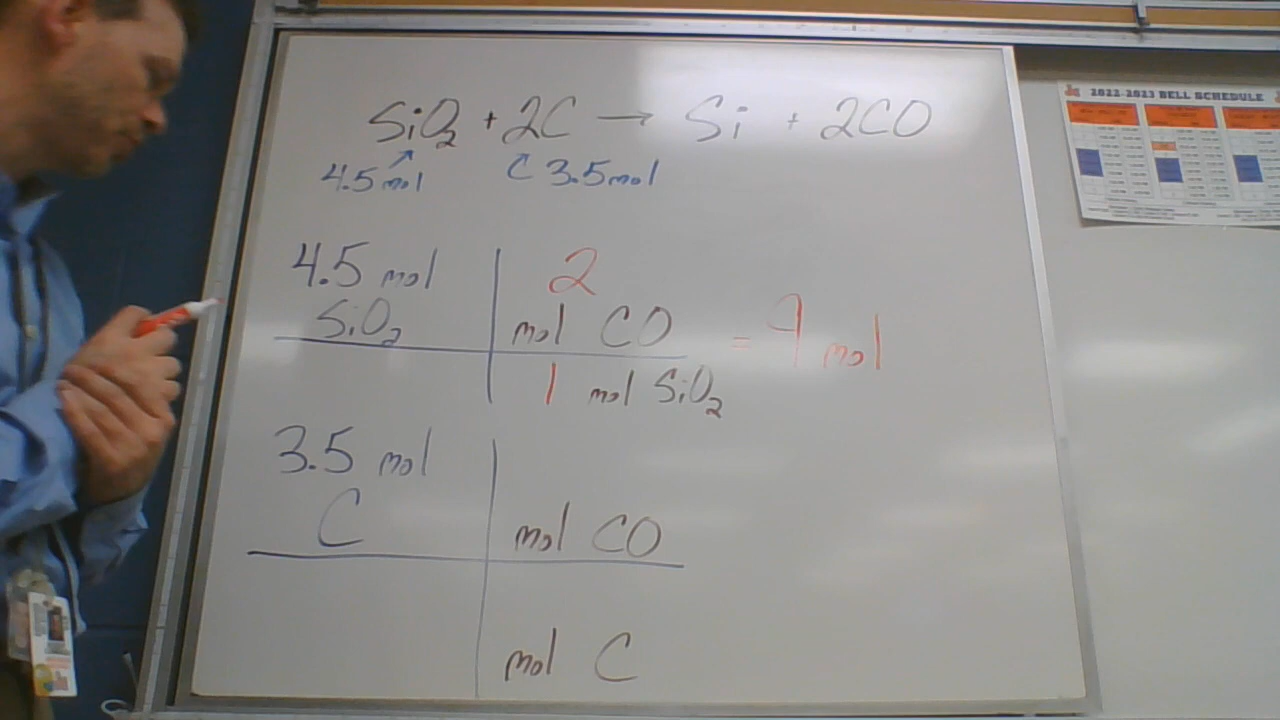 SiO₂ + 2C → Si + 2CO
4.5 mol 3.5 mol
4.5 mol 2
SiO₂ mol CO = 9 mol
1 mol SiO₂
3.5 mol
C mol CO
mol C
2022-2023 BELL SCHEDULE